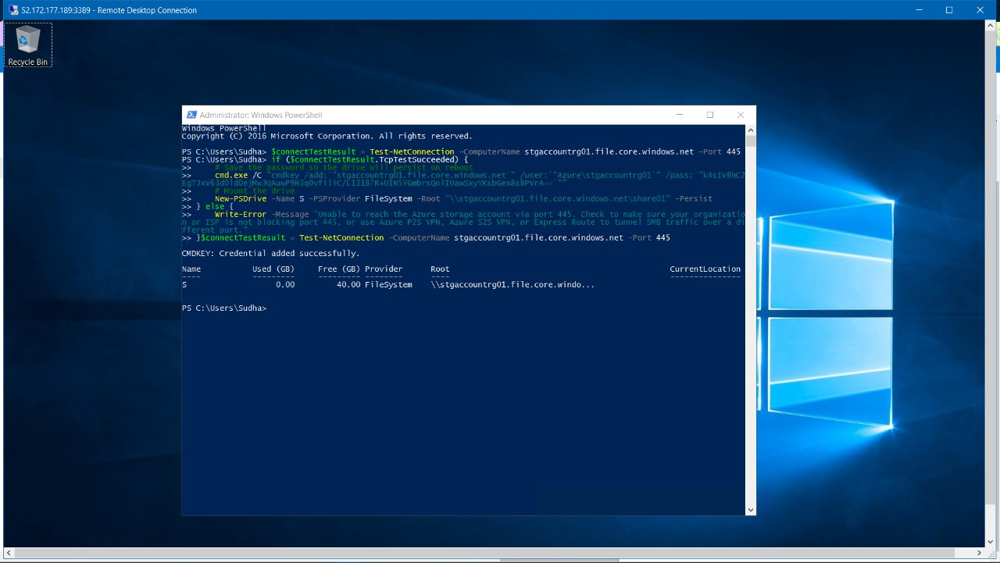 52.172.177.189:3389 - Remote Desktop Connection
Recycle Bin
Administrator: Windows PowerShell
Windows PowerShell
Copyright (C) 2016 Microsoft Corporation. All rights reserved.
PS C:\Users\Sudha> $connectTestResult = Test-NetConnection -ComputerName stgaccountrg01.file.core.windows.net -Port 445
PS C:\Users\Sudha> if ($connectTestResult.TcpTestSucceeded) {
>> # Save the password so the drive will persist on reboot
>> cmd.exe /C "cmdkey /add:`"stgaccountrg01.file.core.windows.net`" /user:`"Azure\stgaccountrg01`" /pass:
>> # Mount the drive
>> New-PSDrive -Name S -PSProvider FileSystem -Root "\\stgaccountrg01.file.core.windows.net\share01" -Persist
>> } else {
>> Write-Error -Message "Unable to reach the Azure storage account via port 445. Check to make sure your organizatio
n or ISP is not blocking port 445, or use Azure P2S VPN, Azure S2S VPN, or Express Route to tunnel SMB traffic over a di
fferent port."
>> }$connectTestResult = Test-NetConnection -ComputerName stgaccountrg01.file.core.windows.net -Port 445
CMDKEY: Credential added successfully.
Name Used (GB) Free (GB) Provider Root CurrentLocation
---- --------- --------- -------- ---- ---------------
S 0.00 40.00 FileSystem \\stgaccountrg01.file.core.windo...
PS C:\Users\Sudha>